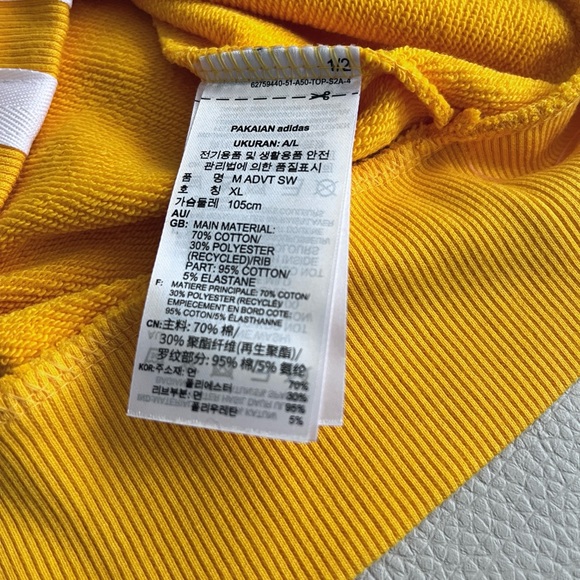 1/2
62759440-51-A50-TOP-S2A-4
PAKAIAN adidas
UKURAN: A/L
전기용품 및 생활용품 안전
관리법에 의한 품질표시
품 명 M ADVT SW
호 칭 XL
가슴둘레 105cm
AU/
GB: MAIN MATERIAL:
70% COTTON/
30% POLYESTER
(RECYCLED)/RIB
PART: 95% COTTON/
5% ELASTANE
F: MATIERE PRINCIPALE: 70% COTON/
30% POLYESTER (RECYCLÉ)/
EMPIECEMENT EN BORD COTE:
95% COTON/5% ÉLASTHANNE
CN: 主料: 70% 棉/
30% 聚酯纤维(再生聚酯)/
罗纹部分: 95% 棉/5% 氨纶
KOR: 주소재: 면 70%
폴리에스터 30%
리브부분: 면 95%
폴리우레탄 5%